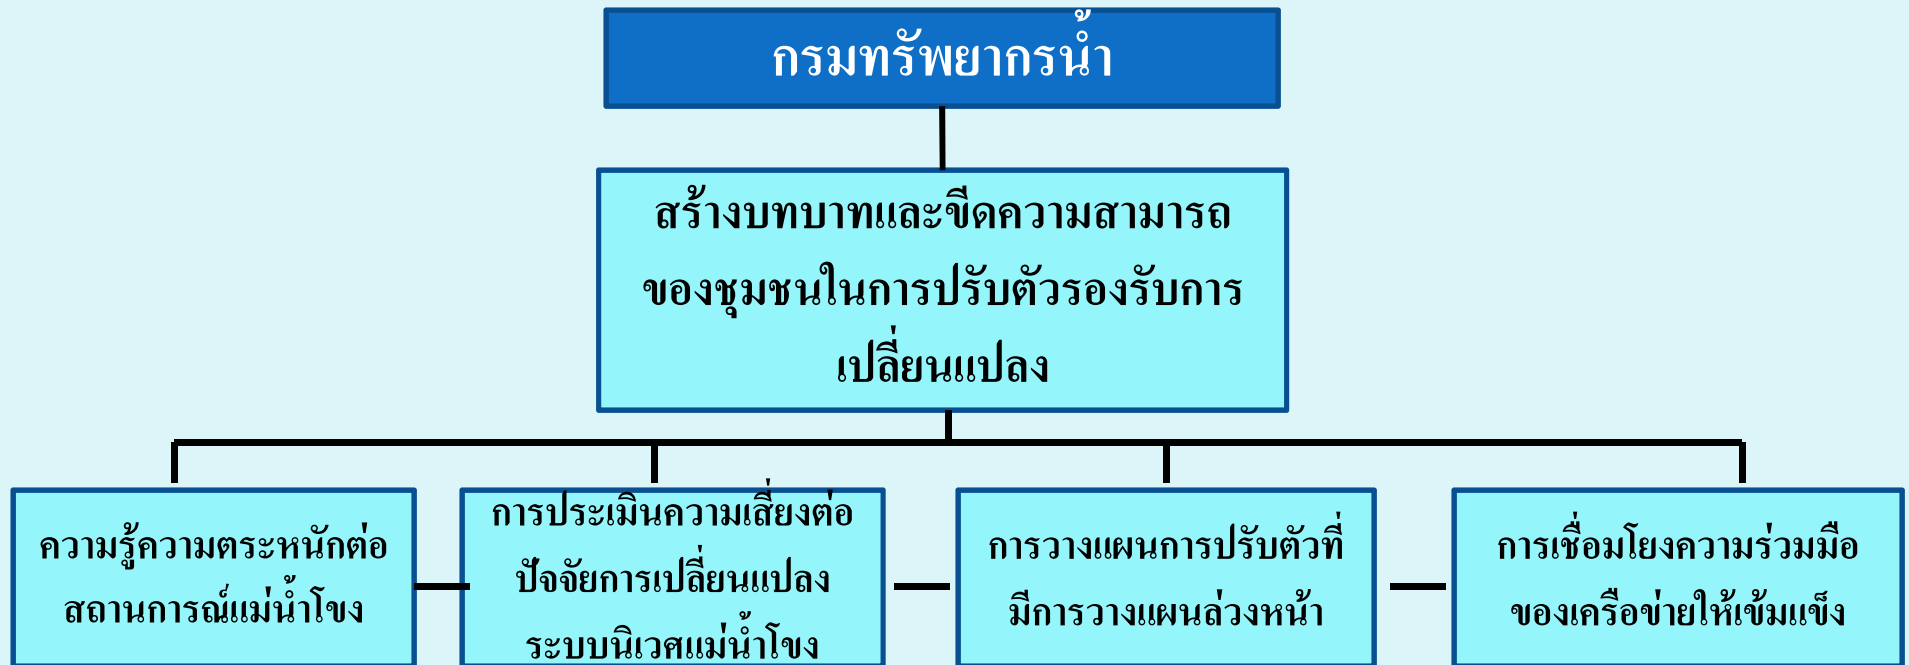 กรมทรัพยากรน้ำ
สร้างบทบาทและขีดความสามารถ
ของชุมชนในการปรับตัวรองรับการ
เปลี่ยนแปลง
ความรู้ความตระหนักต่อ
สถานการณ์แม่น้ำโขง
การประเมินความเสี่ยงต่อ
ปัจจัยการเปลี่ยนแปลง
ระบบนิเวศแม่น้ำโขง
การวางแผนการปรับตัวที่
มีการวางแผนล่วงหน้า
การเชื่อมโยงความร่วมมือ
ของเครือข่ายให้เข้มแข็ง